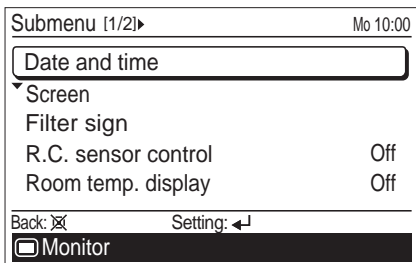 Submenu [1/2]▸ Mo 10:00
Date and time
Screen
Filter sign
R.C. sensor control Off
Room temp. display Off
Back: Setting:
Monitor